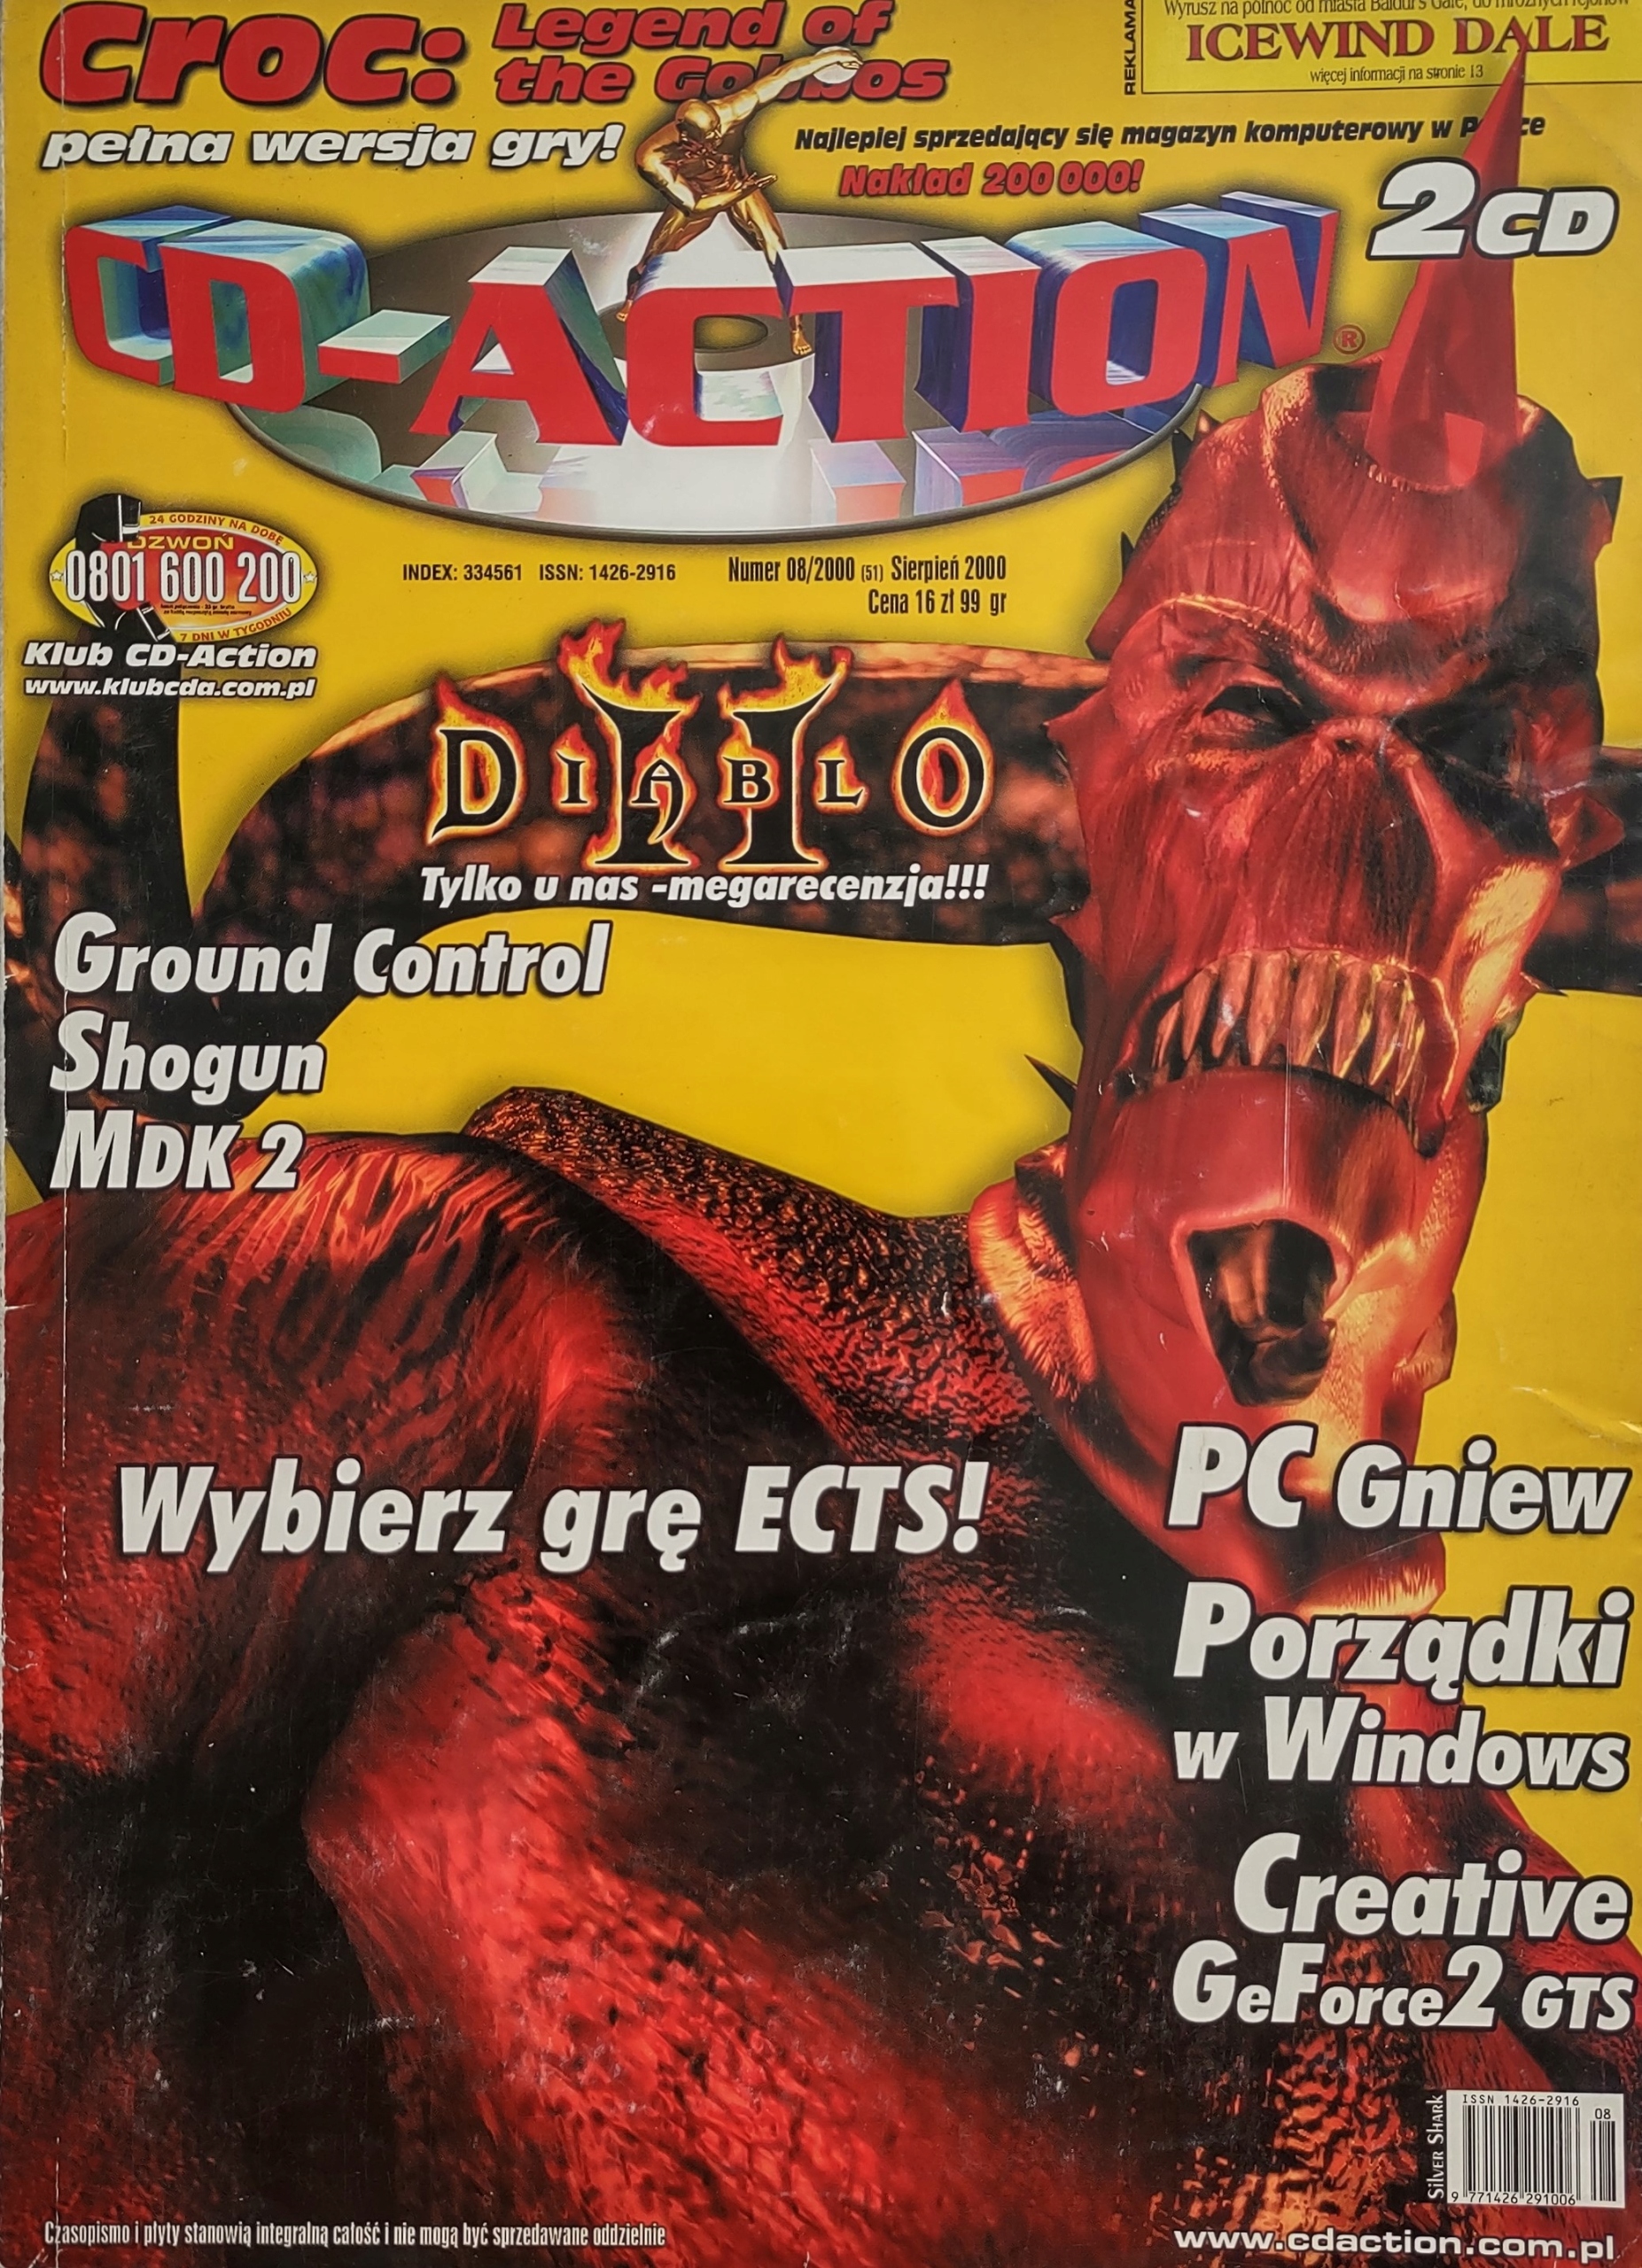 Croc: Legend of
the Gobbos
pełna wersja gry!
REKLAMA
Wyrusz na północ od miasta Baldur's Gate, do mroźnych rejonów
ICEWIND DALE
więcej informacji na stronie 13
Najlepiej sprzedający się magazyn komputerowy w Polsce
Nakład 200 000!
2CD
CD-ACTION®
24 GODZINY NA DOBĘ
DZWOŃ
0801 600 200
7 DNI W TYGODNIU
Klub CD-Action
www.klubcda.com.pl
INDEX: 334561 ISSN: 1426-2916
Numer 08/2000 (51) Sierpień 2000
Cena 16 zł 99 gr
DIABLO II
Tylko u nas -megarecenzja!!!
Ground Control
Shogun
MDK 2
Wybierz grę ECTS!
PC Gniew
Porządki
w Windows
Creative
GeForce2 GTS
Silver Shark
ISSN 1426-2916
08
9 771426 291006
Czasopismo i płyty stanowią integralną całość i nie mogą być sprzedawane oddzielnie
www.cdaction.com.pl